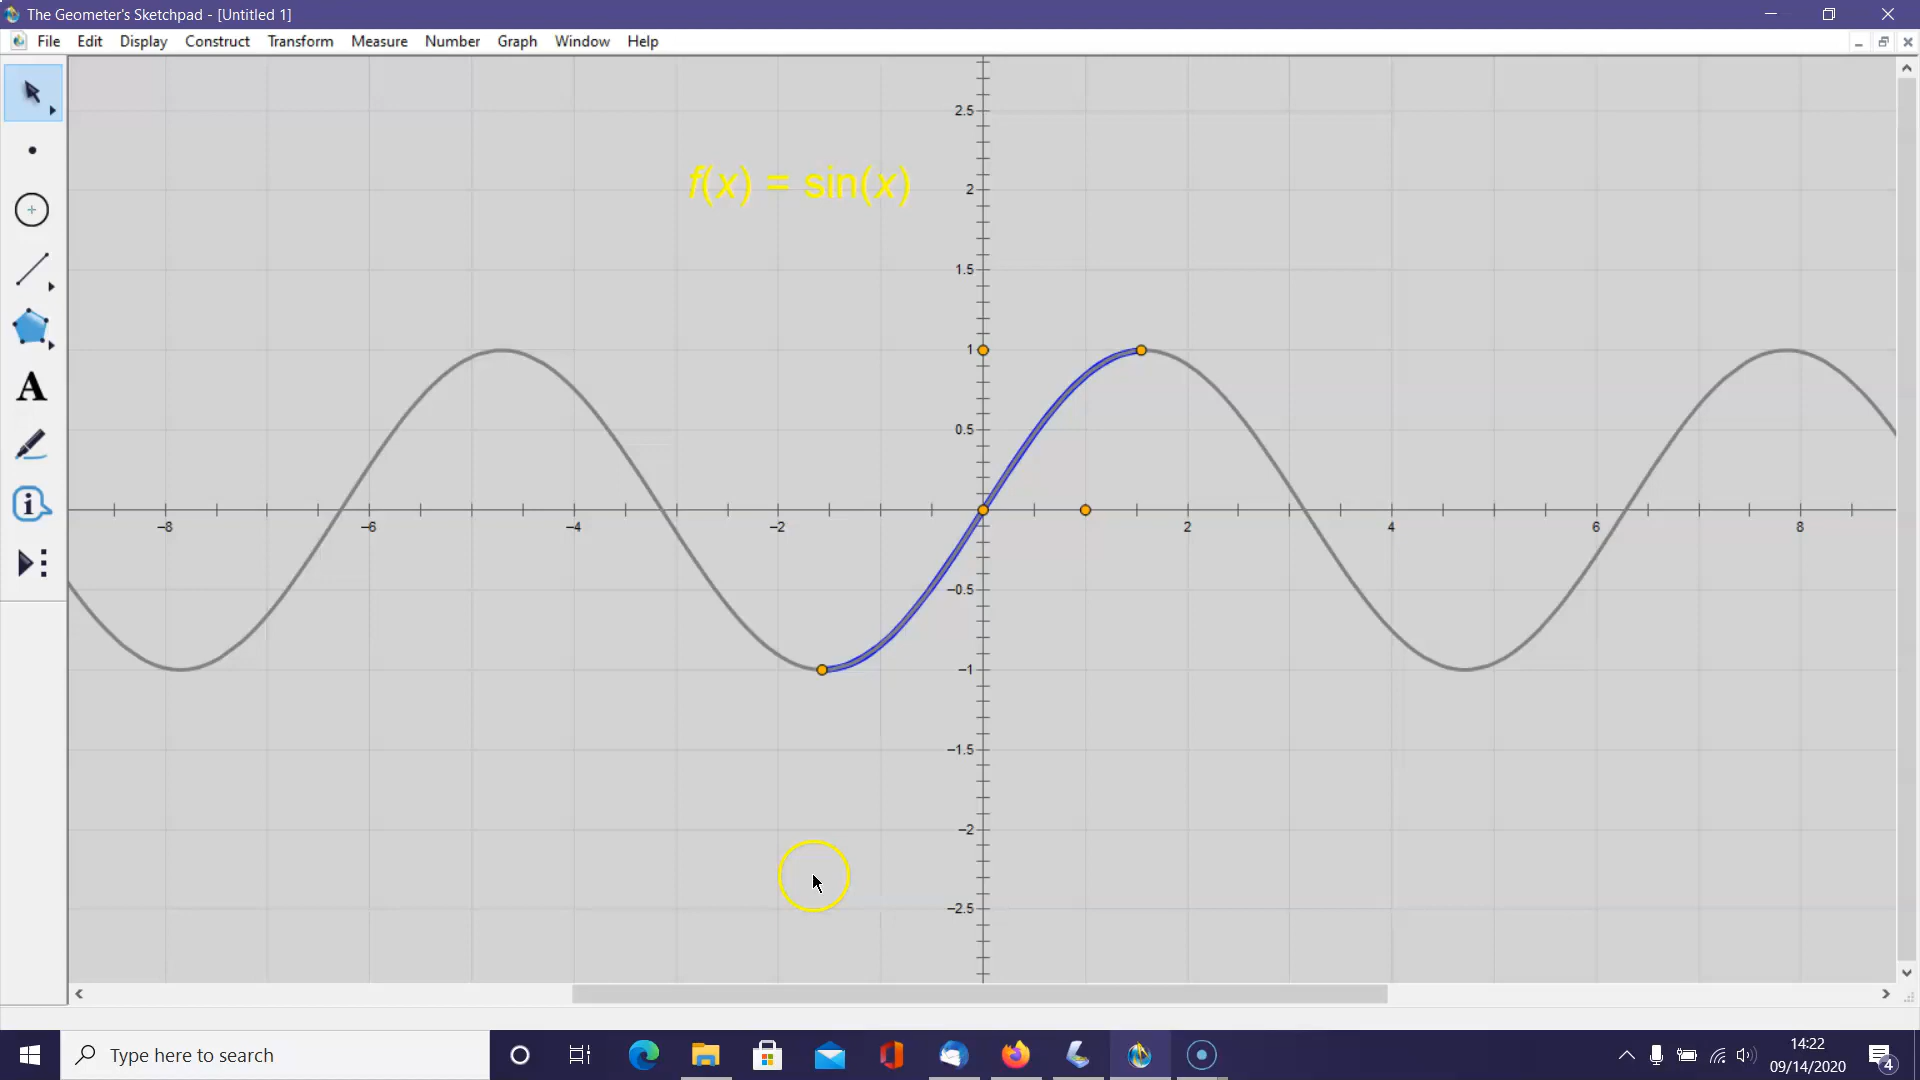 The Geometer's Sketchpad - [Untitled 1]
File Edit Display Construct Transform Measure Number Graph Window Help
2.5
f(x) = sin(x)
2
1.5
1
0.5
−8 −6 −4 −2 2 4 6 8
−0.5
−1
−1.5
−2
−2.5
A
i
Type here to search
14:22
09/14/2020
4